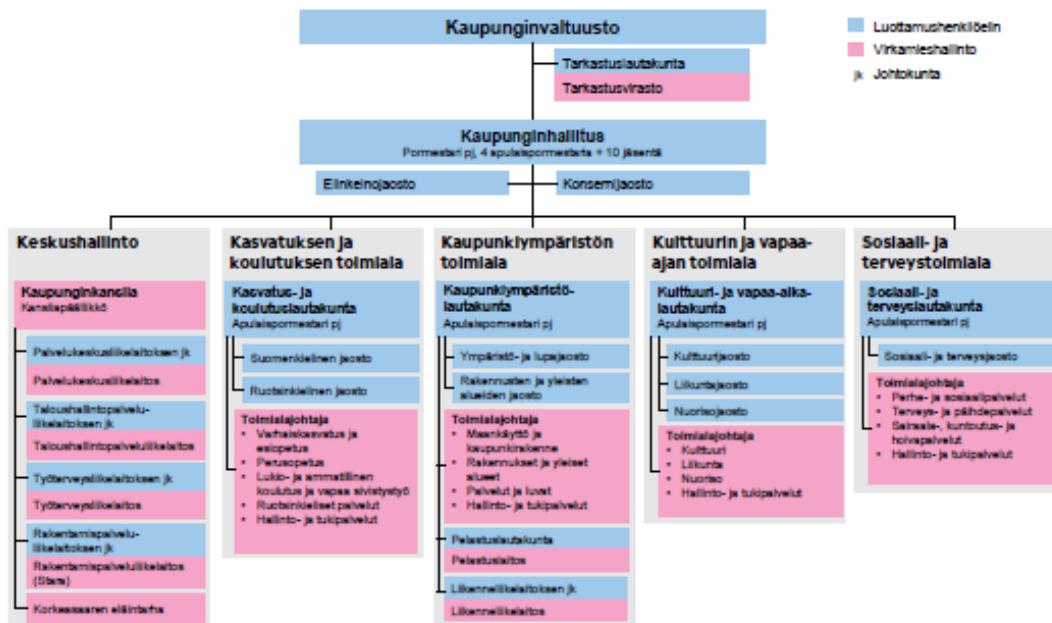 Kaupunginvaltuusto
Luottamushenkilöelin
Virkamieshallinto
jk Johtokunta
Tarkastuslautakunta
Tarkastusvirasto
Kaupunginhallitus
Pormestari pj, 4 apulaispormestaria + 10 jäsentä
Elinkeinojaosto
Konsernijaosto
Keskushallinto
Kaupunginkanslia
Kansliapäällikkö
Palvelukeskusliikelaitoksen jk
Palvelukeskusliikelaitos
Taloushallintopalvelu-
liikelaitoksen jk
Taloushallintopalveluliikelaitos
Työterveysliikelaitoksen jk
Työterveysliikelaitos
Rakentamispalvelu-
liikelaitoksen jk
Rakentamispalveluliikelaitos
(Stara)
Korkeasaaren eläintarha
Kasvatuksen ja
koulutuksen toimiala
Kasvatus- ja
koulutuslautakunta
Apulaispormestari pj
Suomenkielinen jaosto
Ruotsinkielinen jaosto
Toimialajohtaja
• Varhaiskasvatus ja
esiopetus
• Perusopetus
• Lukio- ja ammatillinen
koulutus ja vapaa sivistystyö
• Ruotsinkieliset palvelut
• Hallinto- ja tukipalvelut
Kaupunkiympäristön
toimiala
Kaupunkiympäristö-
lautakunta
Apulaispormestari pj
Ympäristö- ja lupajaosto
Rakennusten ja yleisten
alueiden jaosto
Toimialajohtaja
• Maankäyttö ja
kaupunkirakenne
• Rakennukset ja yleiset
alueet
• Palvelut ja luvat
• Hallinto- ja tukipalvelut
Pelastuslautakunta
Pelastuslaitos
Liikenneliikelaitoksen jk
Liikenneliikelaitos
Kulttuurin ja vapaa-
ajan toimiala
Kulttuuri- ja vapaa-aika-
lautakunta
Apulaispormestari pj
Kulttuurijaosto
Liikuntajaosto
Nuorisojaosto
Toimialajohtaja
• Kulttuuri
• Liikunta
• Nuoriso
• Hallinto- ja tukipalvelut
Sosiaali- ja
terveystoimiala
Sosiaali- ja
terveyslautakunta
Apulaispormestari pj
Sosiaali- ja terveysjaosto
Toimialajohtaja
• Perhe- ja sosiaalipalvelut
• Terveys- ja päihdepalvelut
• Sairaala-, kuntoutus- ja
hoivapalvelut
• Hallinto- ja tukipalvelut